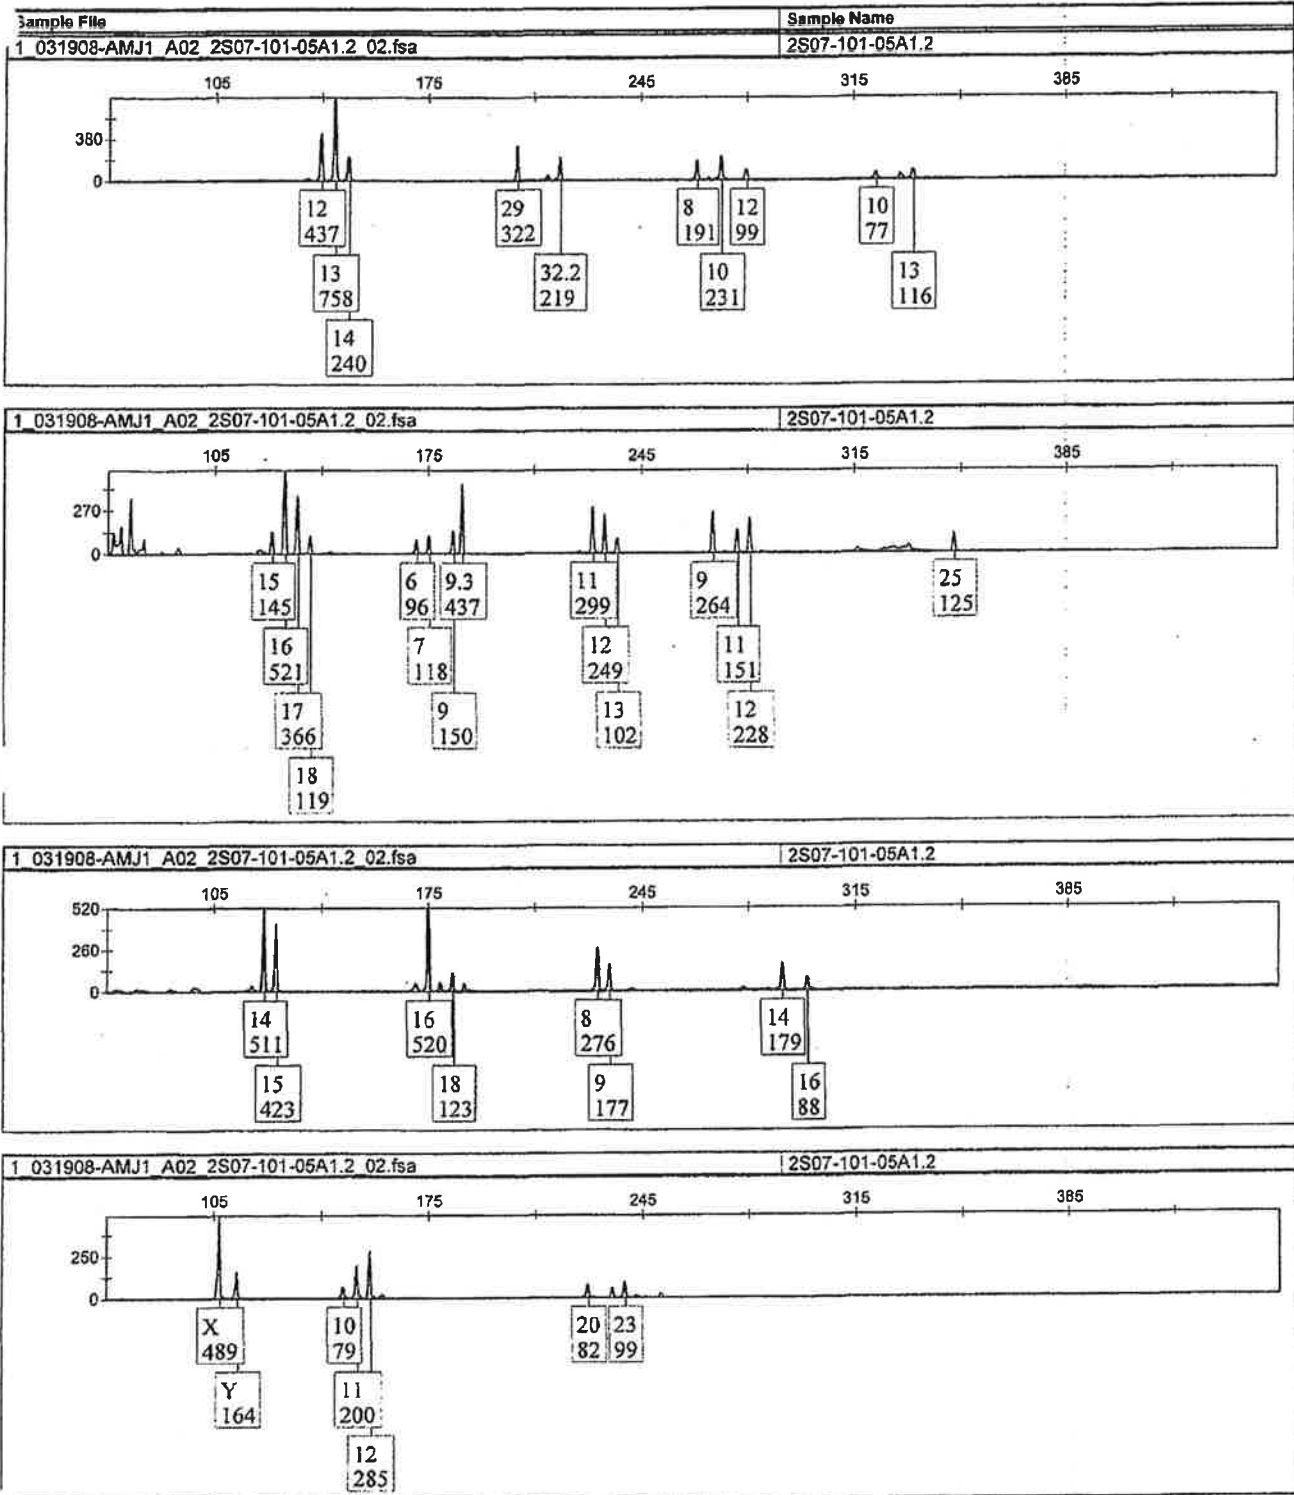 Sample File Sample Name
1_031908-AMJ1_A02_2S07-101-05A1.2_02.fsa 2S07-101-05A1.2
105 175 245 315 385
380
0
12 29 8 12 10
437 322 191 99 77
13 32.2 10 13
758 219 231 116
14
240
1_031908-AMJ1_A02_2S07-101-05A1.2_02.fsa 2S07-101-05A1.2
105 175 245 315 385
270
0
15 6 9.3 11 9 25
145 96 437 299 264 125
16 7 12 11
521 118 249 151
17 9 13 12
366 150 102 228
18
119
1_031908-AMJ1_A02_2S07-101-05A1.2_02.fsa 2S07-101-05A1.2
105 175 245 315 385
520
260
0
14 16 8 14
511 520 276 179
15 18 9 16
423 123 177 88
1_031908-AMJ1_A02_2S07-101-05A1.2_02.fsa 2S07-101-05A1.2
105 175 245 315 385
250
0
X 10 20 23
489 79 82 99
Y 11
164 200
12
285